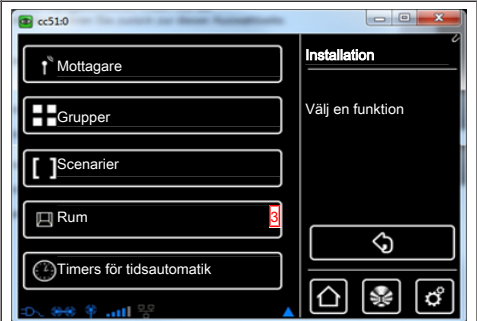 cc51:0
Mottagare
Grupper
Scenarier
Rum
3
Timers för tidsautomatik
Installation
Välj en funktion